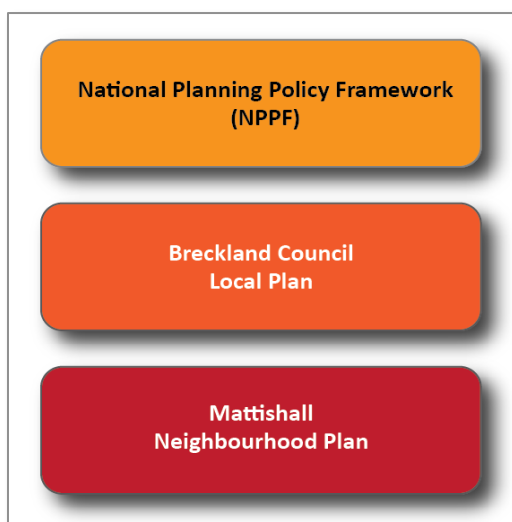 National Planning Policy Framework
(NPPF)
Breckland Council
Local Plan
Mattishall
Neighbourhood Plan